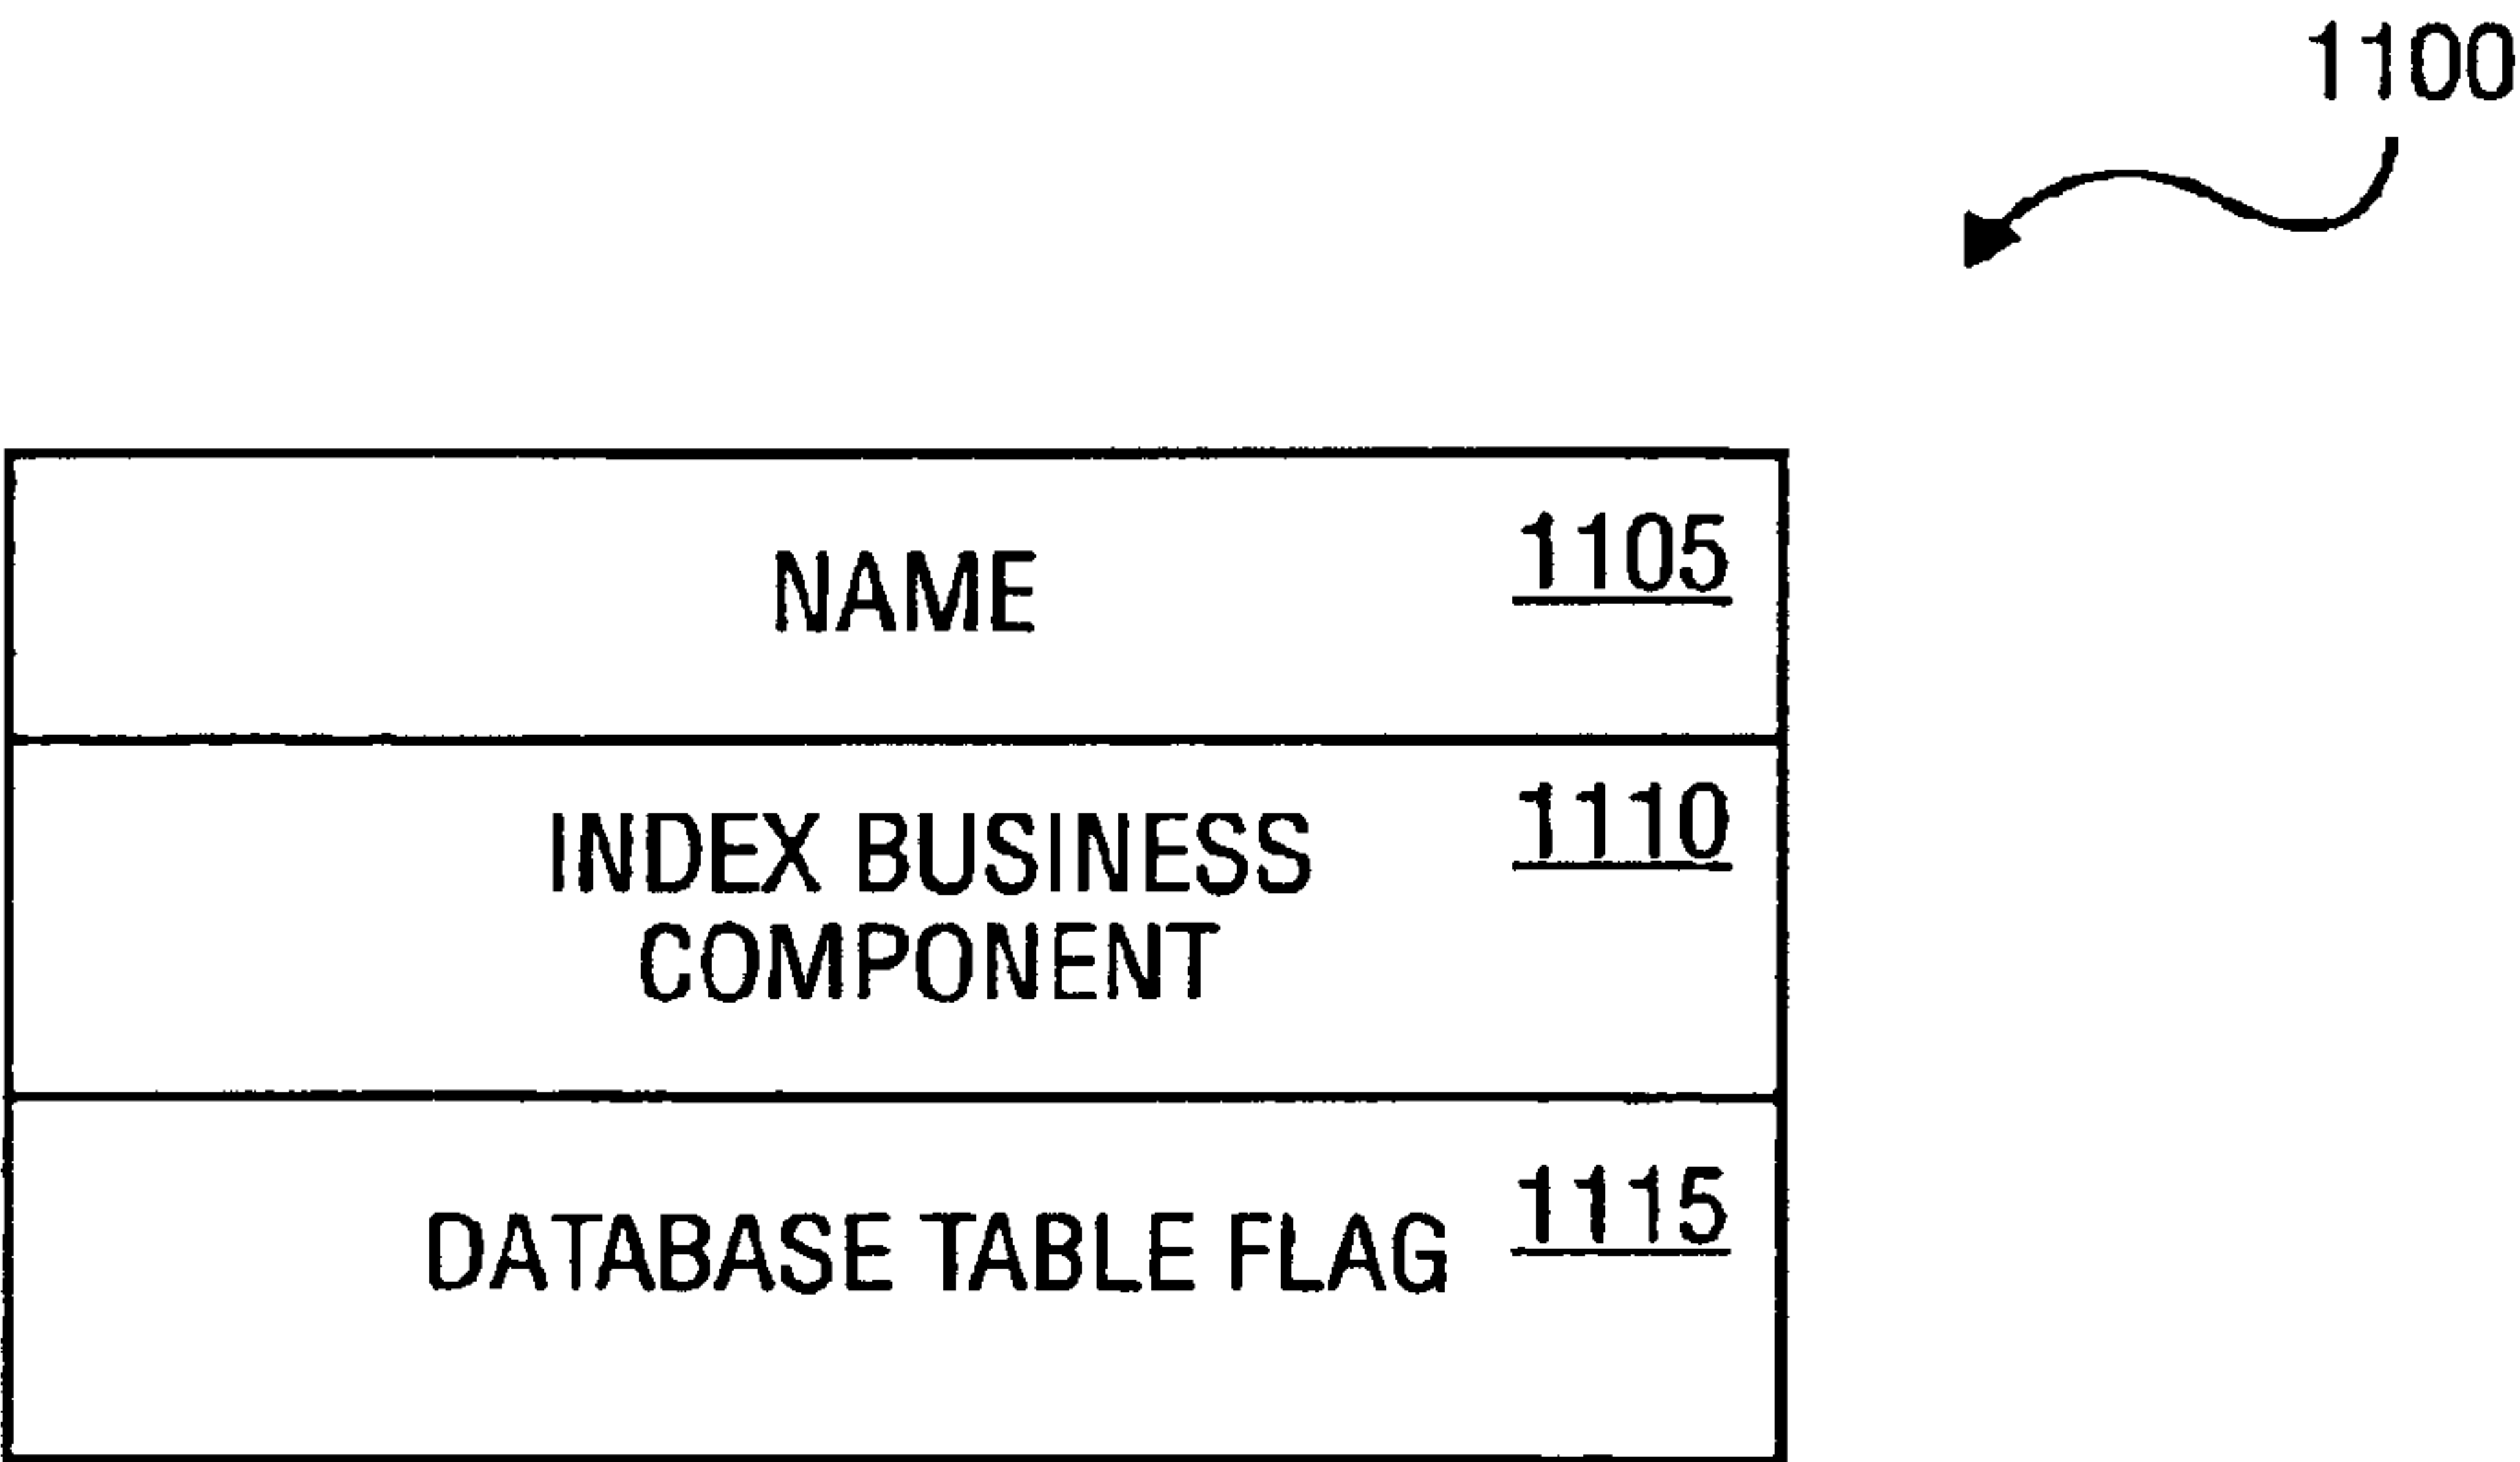 1100
NAME
1105
INDEX BUSINESS
COMPONENT
1110
DATABASE TABLE FLAG
1115